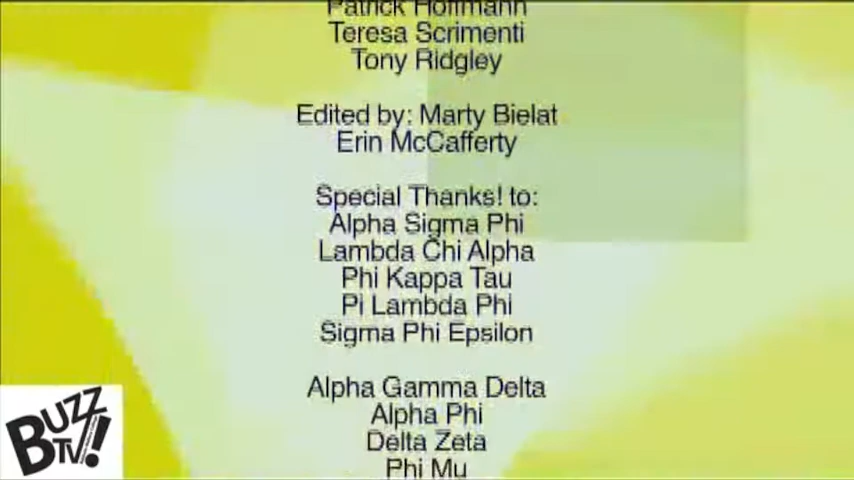 Patrick Hoffmann
Teresa Scrimenti
Tony Ridgley
Edited by: Marty Bielat
Erin McCafferty
Special Thanks! to:
Alpha Sigma Phi
Lambda Chi Alpha
Phi Kappa Tau
Pi Lambda Phi
Sigma Phi Epsilon
Alpha Gamma Delta
Alpha Phi
Delta Zeta
Phi Mu
BUZZ
TV!